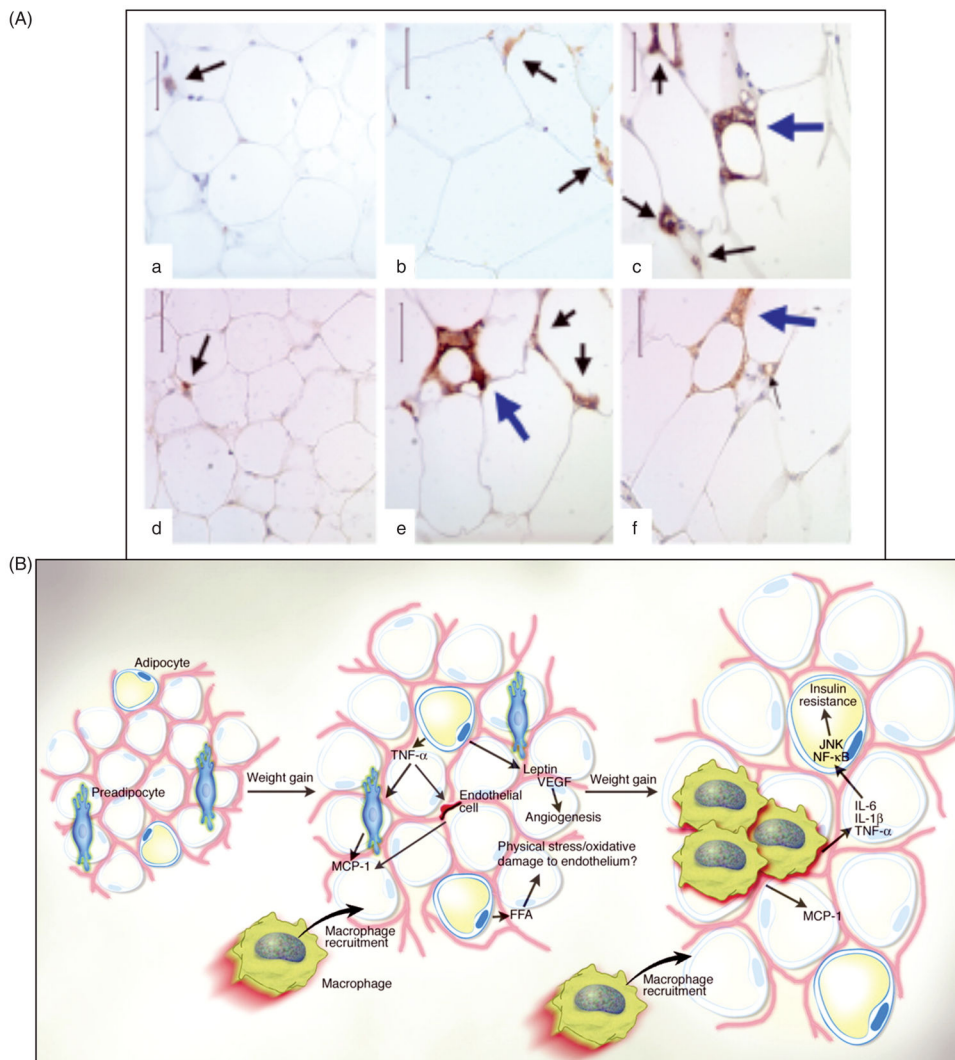 (A)
a
b
c
d
e
f
(B)
Adipocyte
Preadipocyte
Weight gain
TNF-α
Leptin
VEGF
Endothelial
cell
Angiogenesis
MCP-1
Physical stress/oxidative
damage to endothelium?
FFA
Macrophage
recruitment
Macrophage
Weight gain
Insulin
resistance
JNK
NF-κB
IL-6
IL-1β
TNF-α
MCP-1
Macrophage
recruitment